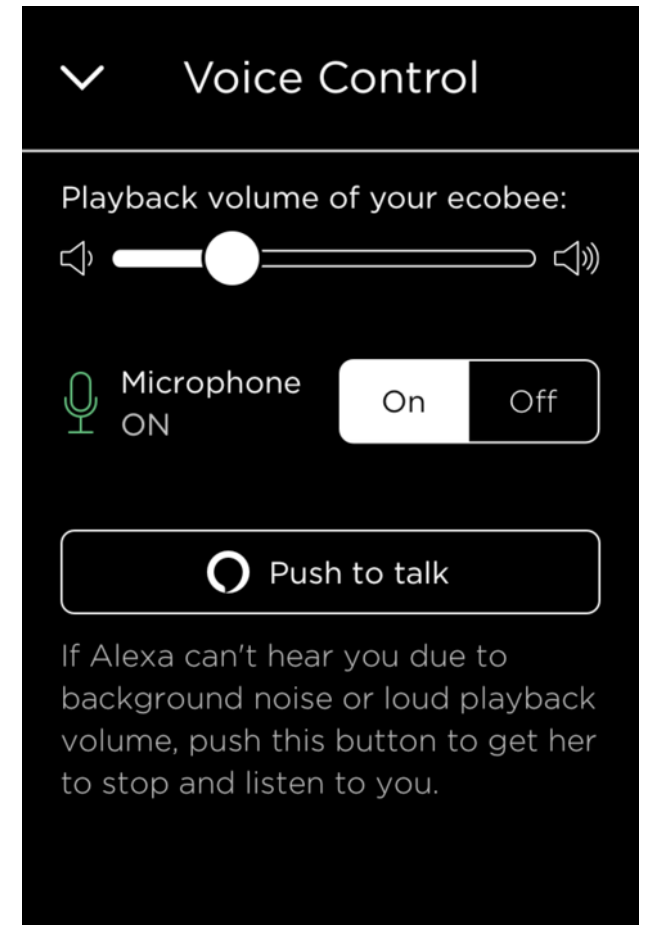 Voice Control
Playback volume of your ecobee:
Microphone
ON
On
Off
Push to talk
If Alexa can't hear you due to
background noise or loud playback
volume, push this button to get her
to stop and listen to you.